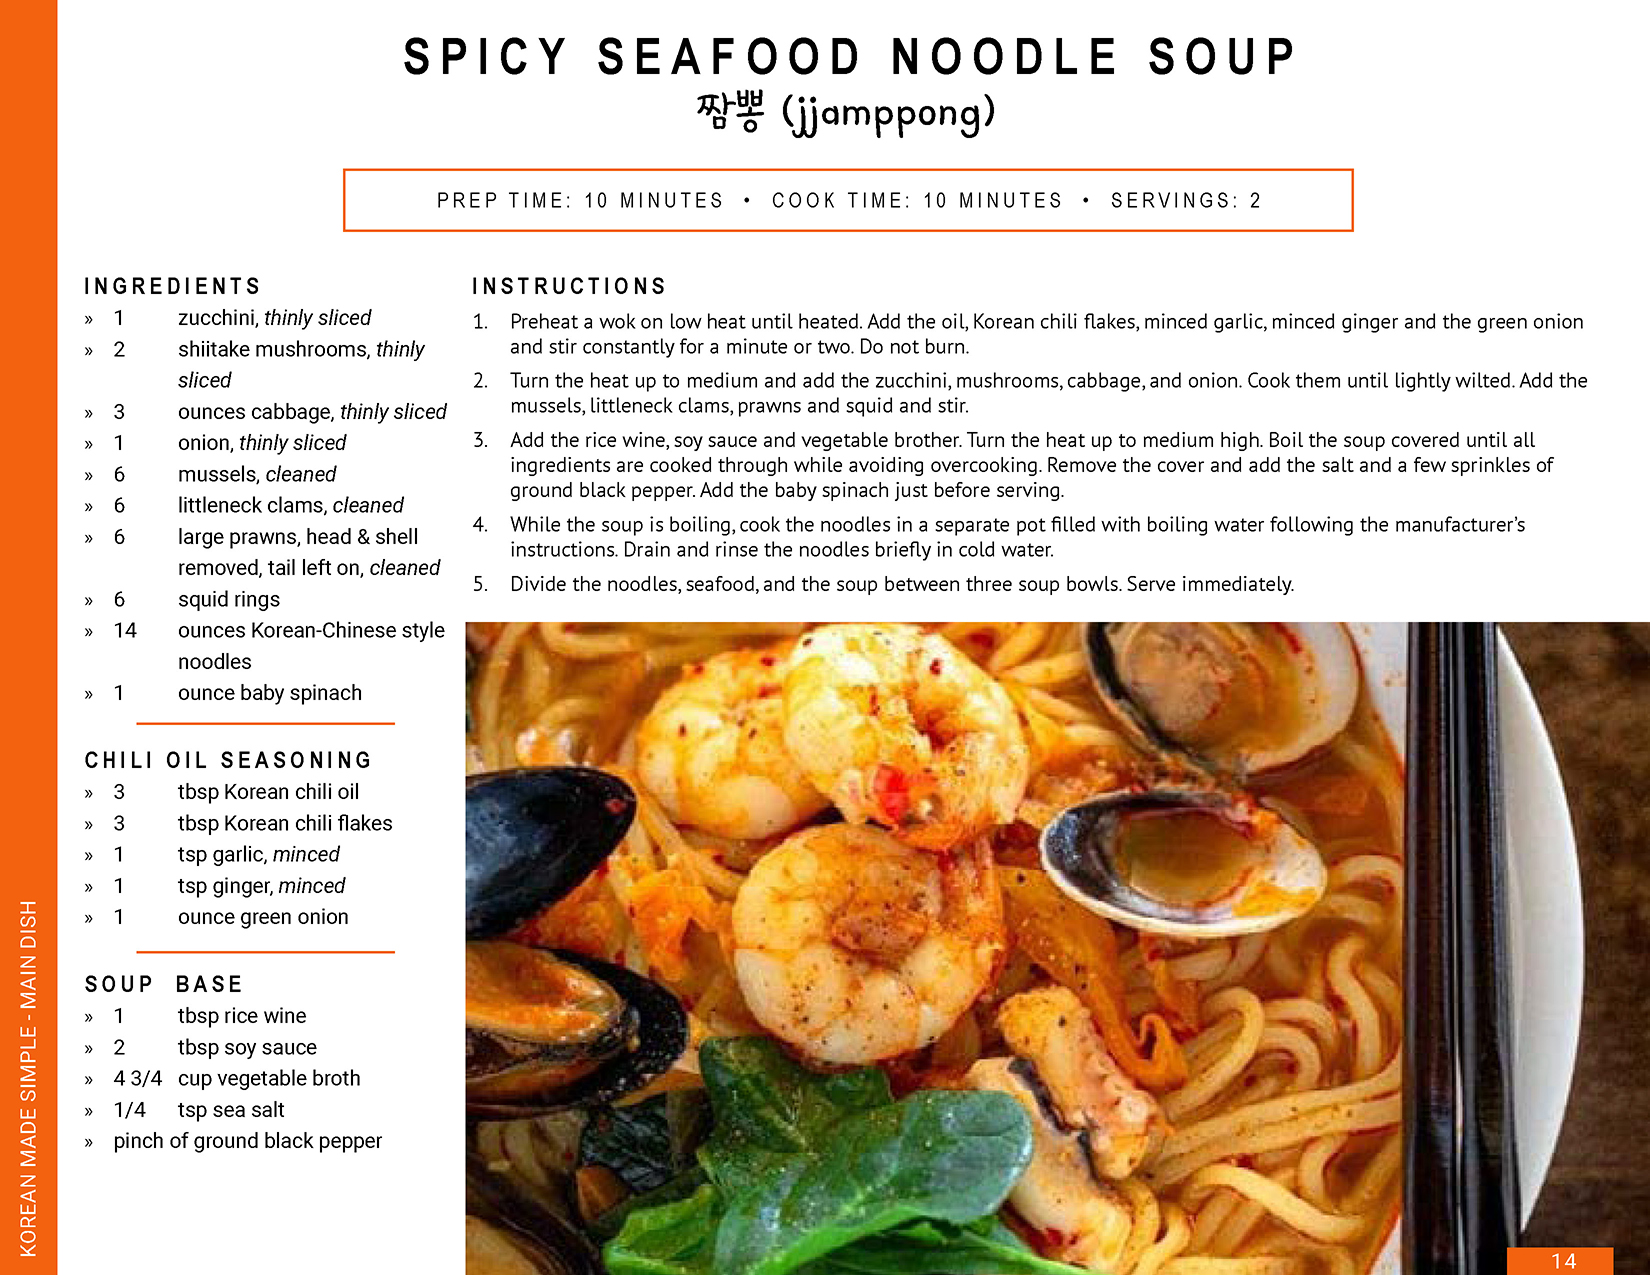 SPICY SEAFOOD NOODLE SOUP
짬뽕 (jjamppong)
PREP TIME: 10 MINUTES • COOK TIME: 10 MINUTES • SERVINGS: 2
INGREDIENTS
» 1 zucchini, thinly sliced
» 2 shiitake mushrooms, thinly
sliced
» 3 ounces cabbage, thinly sliced
» 1 onion, thinly sliced
» 6 mussels, cleaned
» 6 littleneck clams, cleaned
» 6 large prawns, head & shell
removed, tail left on, cleaned
» 6 squid rings
» 14 ounces Korean-Chinese style
noodles
» 1 ounce baby spinach
CHILI OIL SEASONING
» 3 tbsp Korean chili oil
» 3 tbsp Korean chili flakes
» 1 tsp garlic, minced
» 1 tsp ginger, minced
» 1 ounce green onion
SOUP BASE
» 1 tbsp rice wine
» 2 tbsp soy sauce
» 4 3/4 cup vegetable broth
» 1/4 tsp sea salt
» pinch of ground black pepper
INSTRUCTIONS
1. Preheat a wok on low heat until heated. Add the oil, Korean chili flakes, minced garlic, minced ginger and the green onion
and stir constantly for a minute or two. Do not burn.
2. Turn the heat up to medium and add the zucchini, mushrooms, cabbage, and onion. Cook them until lightly wilted. Add the
mussels, littleneck clams, prawns and squid and stir.
3. Add the rice wine, soy sauce and vegetable brother. Turn the heat up to medium high. Boil the soup covered until all
ingredients are cooked through while avoiding overcooking. Remove the cover and add the salt and a few sprinkles of
ground black pepper. Add the baby spinach just before serving.
4. While the soup is boiling, cook the noodles in a separate pot filled with boiling water following the manufacturer's
instructions. Drain and rinse the noodles briefly in cold water.
5. Divide the noodles, seafood, and the soup between three soup bowls. Serve immediately.
KOREAN MADE SIMPLE - MAIN DISH
14